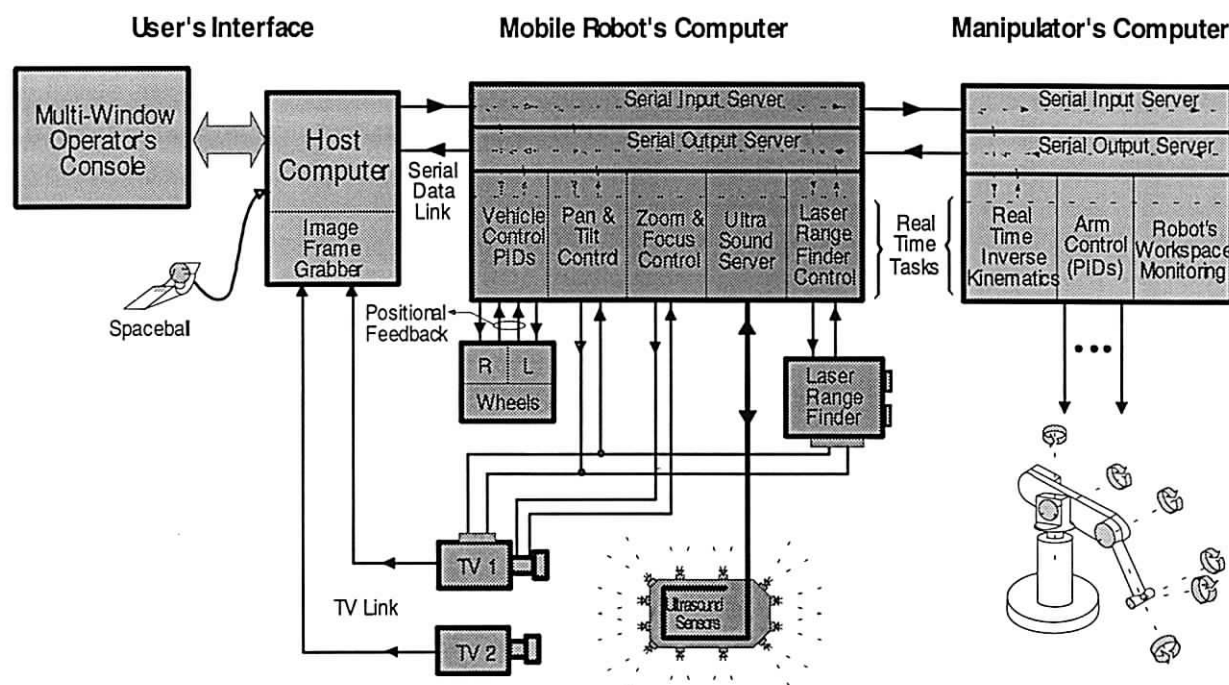 User's Interface
Mobile Robot's Computer
Manipulator's Computer
Multi-Window
Operator's
Console
Host
Computer
Image
Frame
Grabber
Spaceball
Serial
Data
Link
Serial Input Server
Serial Output Server
Vehicle
Control
PIDs
Pan &
Tilt
Control
Zoom &
Focus
Control
Ultra
Sound
Server
Laser
Range
Finder
Control
Real
Time
Tasks
Serial Input Server
Serial Output Server
Real
Time
Inverse
Kinematics
Arm
Control
(PIDs)
Robot's
Workspace
Monitoring
Positional
Feedback
R
L
Wheels
Laser
Range
Finder
TV 1
TV Link
TV 2
Ultrasound
Sensors